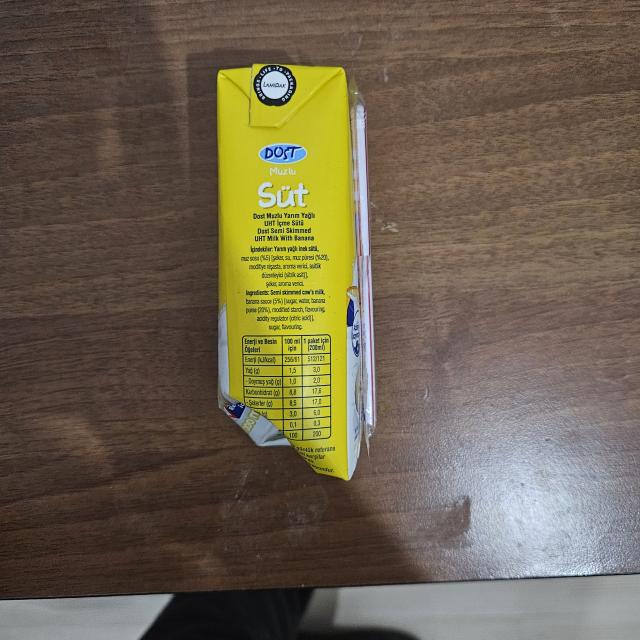 LAMIPAK
DOST
Muzlu
Süt
Dost Muzlu Yarım Yağlı
UHT İçme Sütü
Dost Semi Skimmed
UHT Milk With Banana
İçindekiler: Yarım yağlı inek sütü,
muz sosu (%5) [şeker, su, muz püresi (%20),
modifiye nişasta, aroma verici, asitlik
düzenleyici (sitrik asit)],
şeker, aroma verici.
Ingredients: Semi skimmed cow's milk,
banana sauce (5%) [sugar, water, banana
puree (20%), modified starch, flavouring,
acidity regulator (citric acid)],
sugar, flavouring.
Enerji ve Besin Öğeleri 100 ml için 1 paket için (200ml)
Enerji (kJ/kcal) 256/61 512/121
Yağ (g) 1,5 3,0
- Doymuş yağ (g) 1,0 2,0
Karbonhidrat (g) 8,8 17,6
- Şekerler (g) 8,5 17,0
3,0 6,0
0,1 0,3
100 200
referans